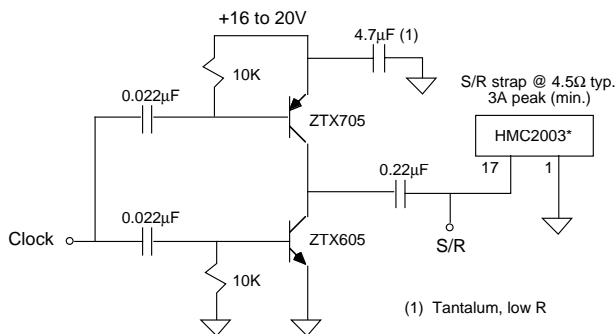 +16 to 20V
4.7µF (1)
10K
S/R strap @ 4.5Ω typ.
3A peak (min.)
0.022µF
ZTX705
HMC2003*
17
1
0.22µF
0.022µF
Clock
ZTX605
S/R
10K
(1) Tantalum, low R